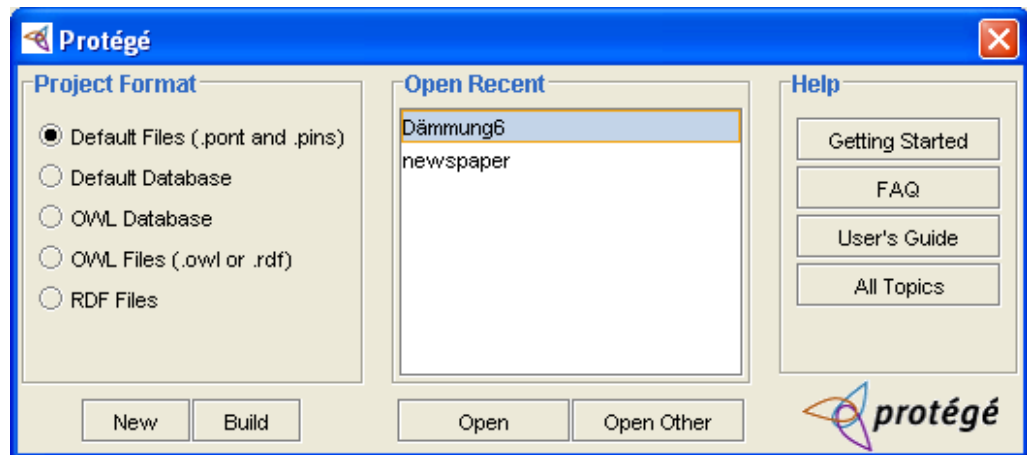 Protégé
Project Format
Default Files (.pont and .pins)
Default Database
OWL Database
OWL Files (.owl or .rdf)
RDF Files
New
Build
Open Recent
Dämmung6
newspaper
Open
Open Other
Help
Getting Started
FAQ
User's Guide
All Topics
protégé